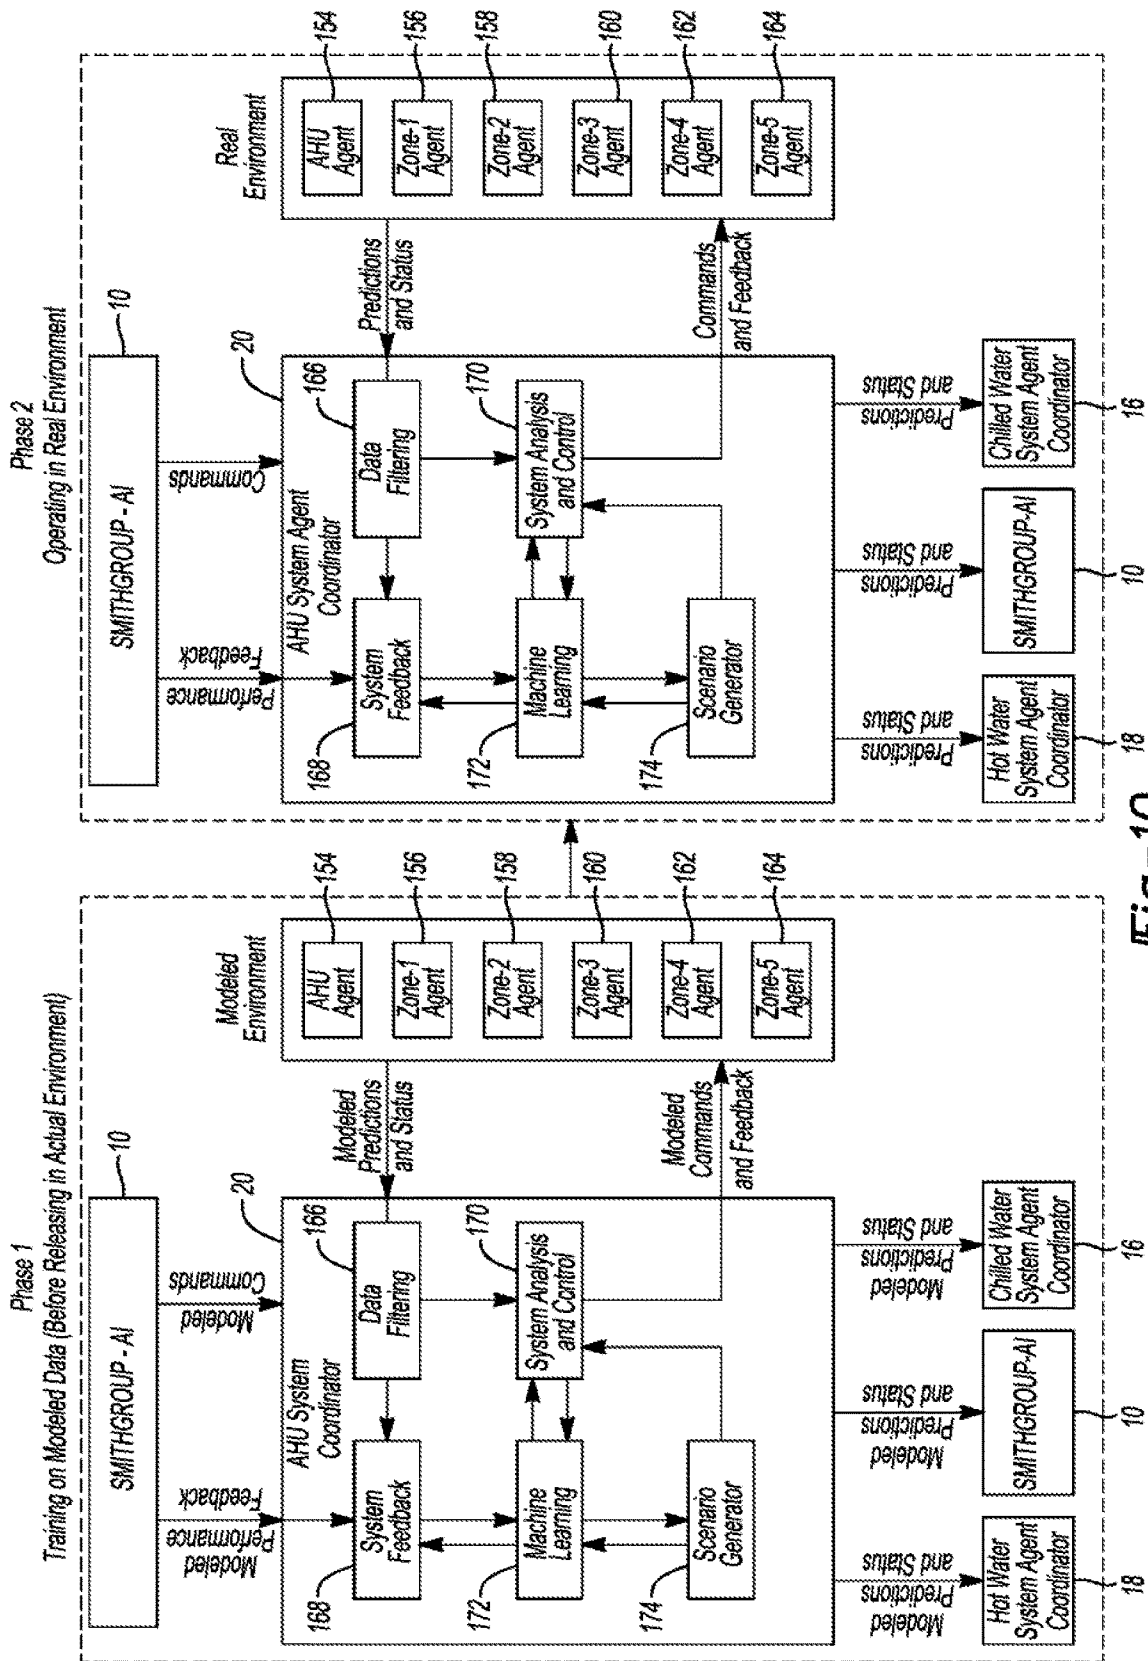 Phase 1
Training on Modeled Data (Before Releasing in Actual Environment)
SMITHGROUP - AI
10
Modeled
Performance
Feedback
Modeled
Commands
20
AHU System
Coordinator
System
Feedback
168
Data
Filtering
166
Machine
Learning
172
System Analysis
and Control
170
Scenario
Generator
174
Modeled
Predictions
and Status
Modeled
Commands
and Feedback
Modeled
Environment
AHU
Agent
154
Zone-1
Agent
156
Zone-2
Agent
158
Zone-3
Agent
160
Zone-4
Agent
162
Zone-5
Agent
164
Modeled
Predictions
and Status
Modeled
Predictions
and Status
Modeled
Predictions
and Status
Hot Water
System Agent
Coordinator
18
SMITHGROUP-AI
10
Chilled Water
System Agent
Coordinator
16
Phase 2
Operating in Real Environment
SMITHGROUP - AI
10
Performance
Feedback
Commands
20
AHU System Agent
Coordinator
System
Feedback
168
Data
Filtering
166
Machine
Learning
172
System Analysis
and Control
170
Scenario
Generator
174
Predictions
and Status
Commands
and Feedback
Real
Environment
AHU
Agent
154
Zone-1
Agent
156
Zone-2
Agent
158
Zone-3
Agent
160
Zone-4
Agent
162
Zone-5
Agent
164
Predictions
and Status
Predictions
and Status
Predictions
and Status
Hot Water
System Agent
Coordinator
18
SMITHGROUP-AI
10
Chilled Water
System Agent
Coordinator
16
Fig-10